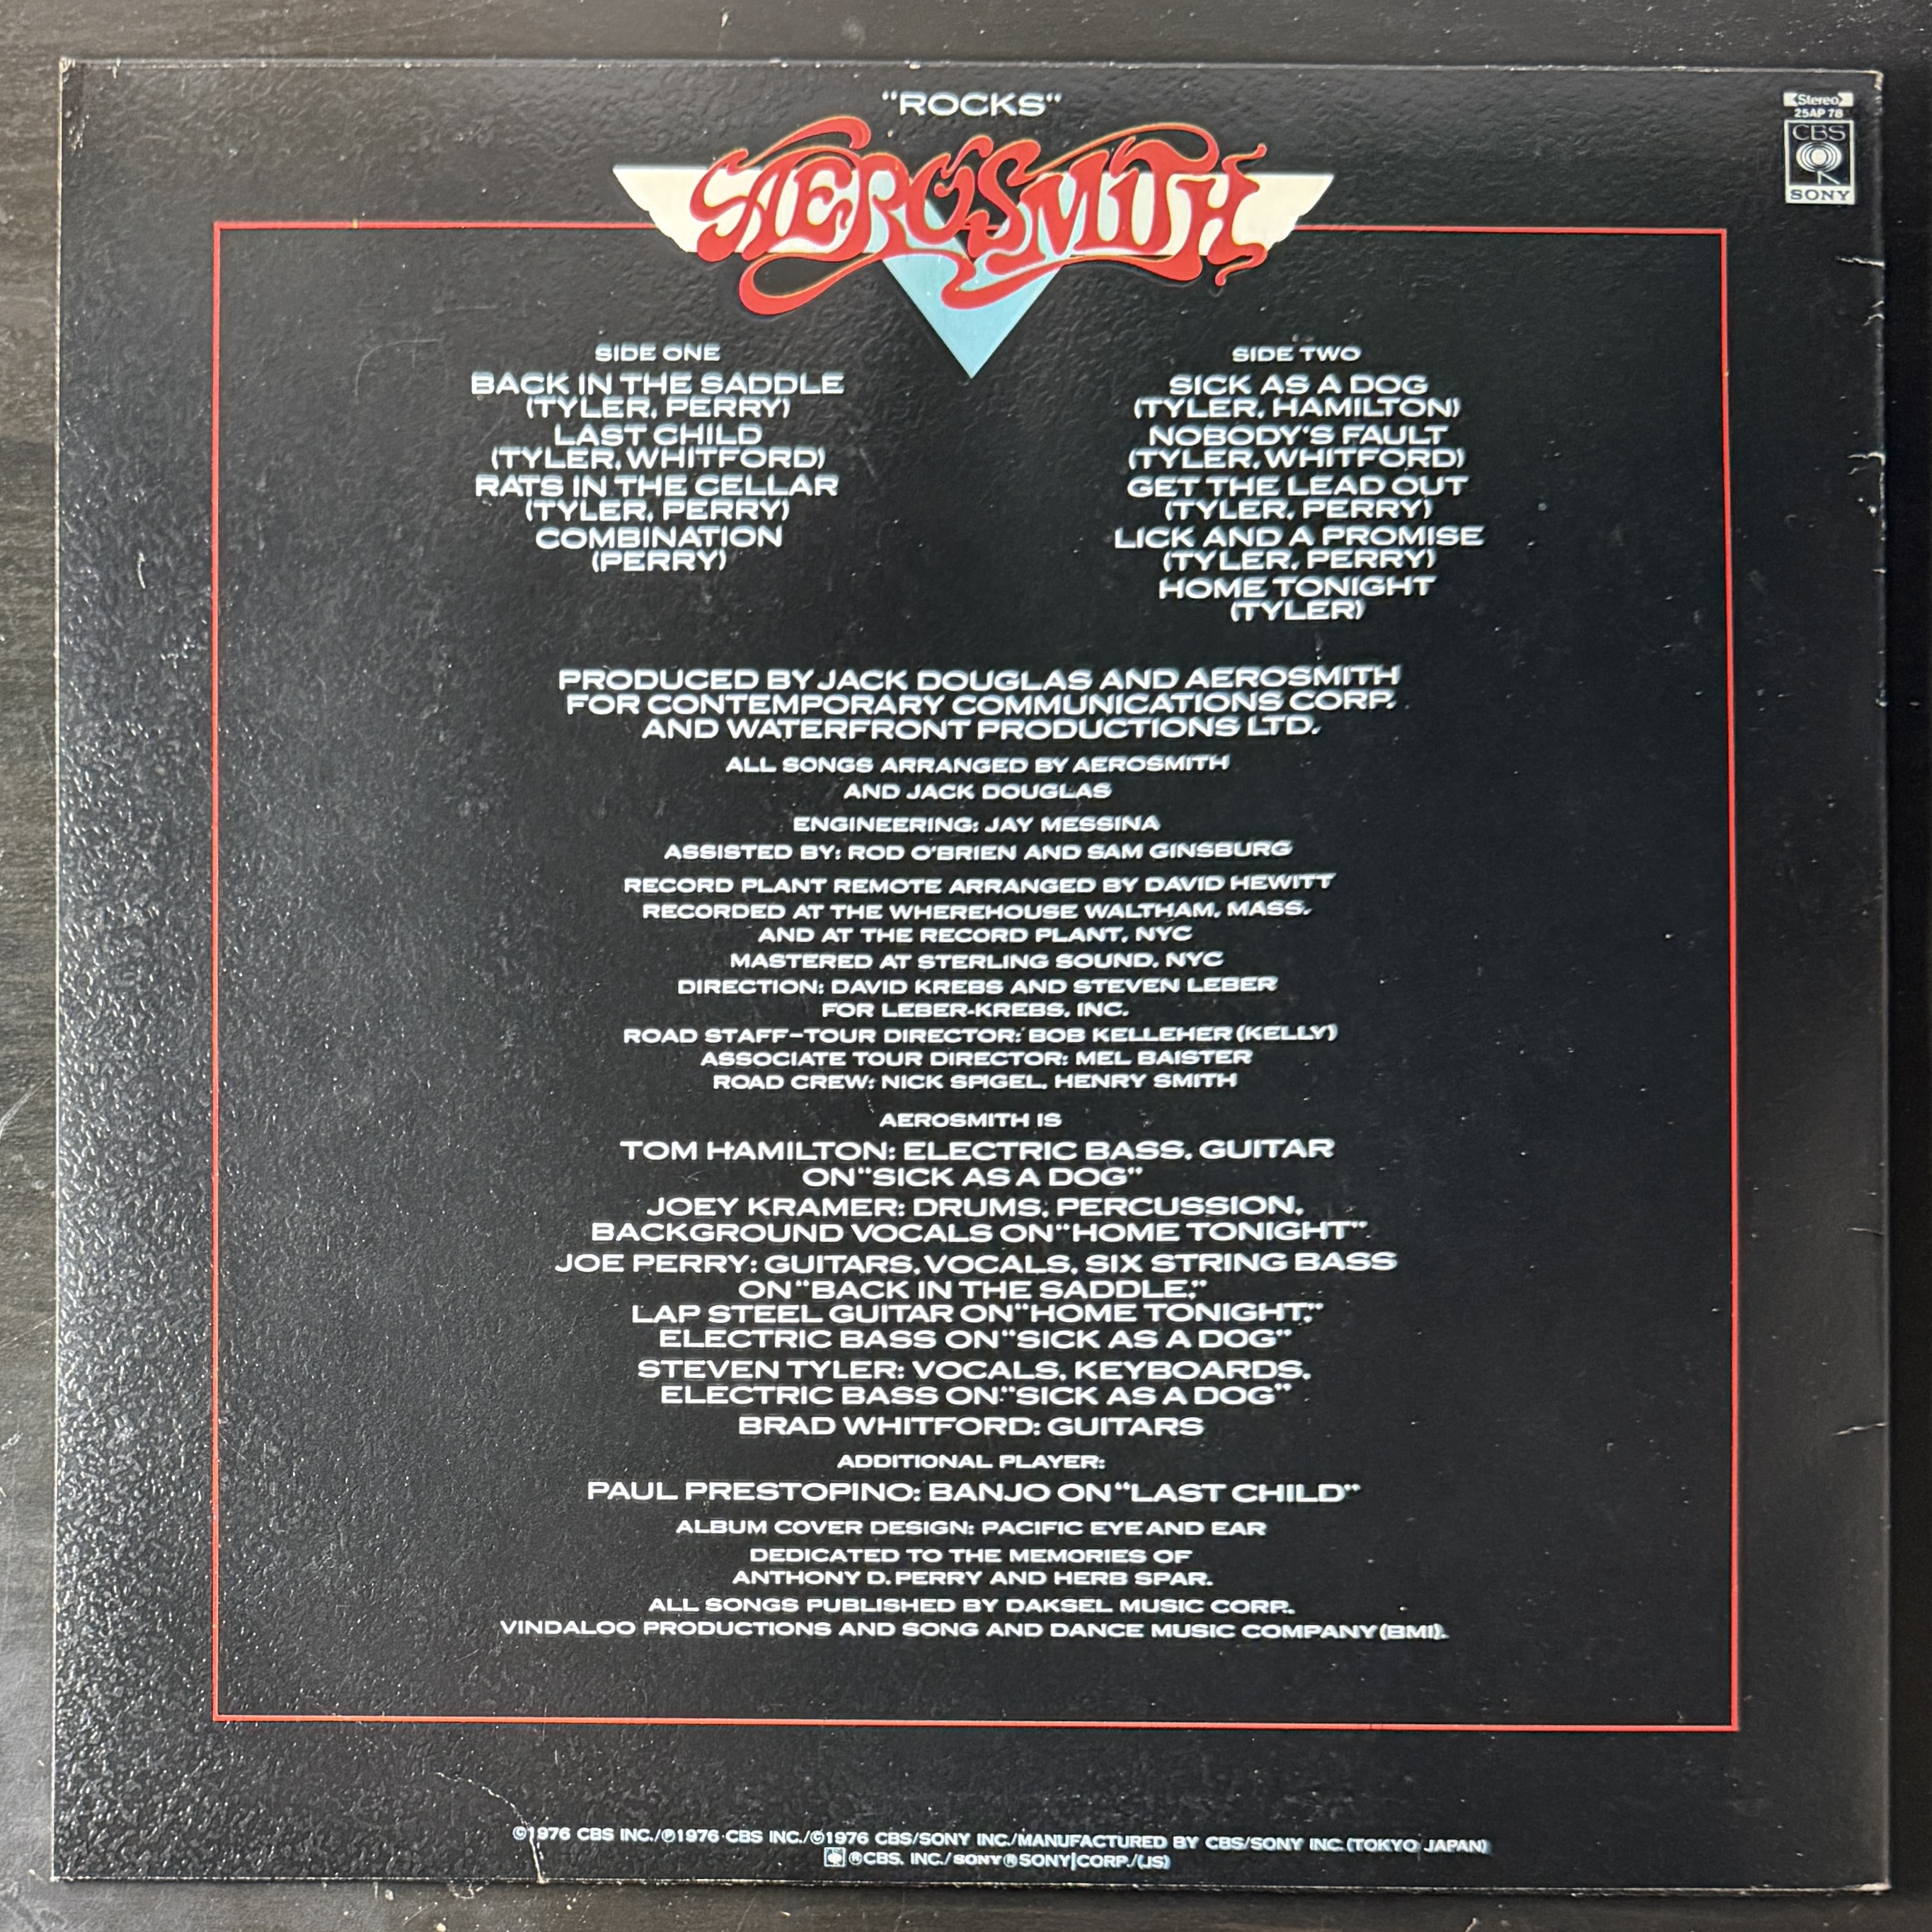 "ROCKS"
AEROSMITH
Stereo
25AP 78
CBS
SONY
SIDE ONE
BACK IN THE SADDLE
(TYLER, PERRY)
LAST CHILD
(TYLER, WHITFORD)
RATS IN THE CELLAR
(TYLER, PERRY)
COMBINATION
(PERRY)
SIDE TWO
SICK AS A DOG
(TYLER, HAMILTON)
NOBODY'S FAULT
(TYLER, WHITFORD)
GET THE LEAD OUT
(TYLER, PERRY)
LICK AND A PROMISE
(TYLER, PERRY)
HOME TONIGHT
(TYLER)
PRODUCED BY JACK DOUGLAS AND AEROSMITH
FOR CONTEMPORARY COMMUNICATIONS CORP.
AND WATERFRONT PRODUCTIONS LTD.
ALL SONGS ARRANGED BY AEROSMITH
AND JACK DOUGLAS
ENGINEERING: JAY MESSINA
ASSISTED BY: ROD O'BRIEN AND SAM GINSBURG
RECORD PLANT REMOTE ARRANGED BY DAVID HEWITT
RECORDED AT THE WHEREHOUSE WALTHAM, MASS.
AND AT THE RECORD PLANT, NYC
MASTERED AT STERLING SOUND, NYC
DIRECTION: DAVID KREBS AND STEVEN LEBER
FOR LEBER-KREBS, INC.
ROAD STAFF–TOUR DIRECTOR: BOB KELLEHER (KELLY)
ASSOCIATE TOUR DIRECTOR: MEL BAISTER
ROAD CREW: NICK SPIGEL, HENRY SMITH
AEROSMITH IS
TOM HAMILTON: ELECTRIC BASS, GUITAR
ON "SICK AS A DOG"
JOEY KRAMER: DRUMS, PERCUSSION,
BACKGROUND VOCALS ON "HOME TONIGHT"
JOE PERRY: GUITARS, VOCALS, SIX STRING BASS
ON "BACK IN THE SADDLE,"
LAP STEEL GUITAR ON "HOME TONIGHT,"
ELECTRIC BASS ON "SICK AS A DOG"
STEVEN TYLER: VOCALS, KEYBOARDS,
ELECTRIC BASS ON "SICK AS A DOG"
BRAD WHITFORD: GUITARS
ADDITIONAL PLAYER:
PAUL PRESTOPINO: BANJO ON "LAST CHILD"
ALBUM COVER DESIGN: PACIFIC EYE AND EAR
DEDICATED TO THE MEMORIES OF
ANTHONY D. PERRY AND HERB SPAR.
ALL SONGS PUBLISHED BY DAKSEL MUSIC CORP.,
VINDALOO PRODUCTIONS AND SONG AND DANCE MUSIC COMPANY (BMI).
©1976 CBS INC./℗1976 CBS INC./©1976 CBS/SONY INC./MANUFACTURED BY CBS/SONY INC. (TOKYO JAPAN)
®CBS, INC./SONY®SONY CORP./(JS)